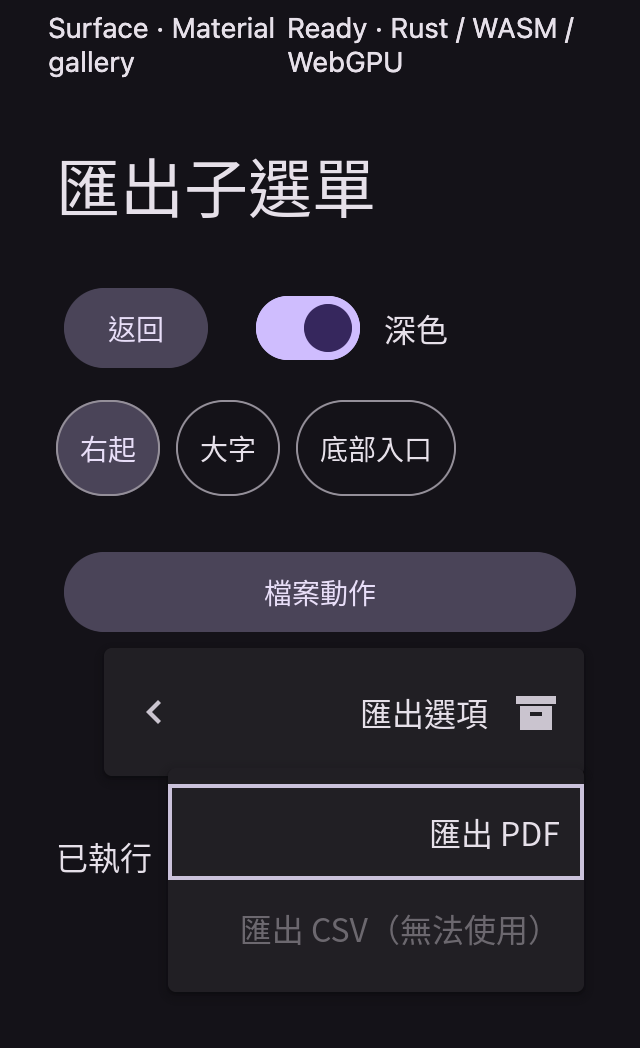 Surface · Material gallery
Ready · Rust / WASM / WebGPU
匯出子選單
返回
深色
右起
大字
底部入口
檔案動作
匯出選項
匯出 PDF
已執行
匯出 CSV（無法使用）